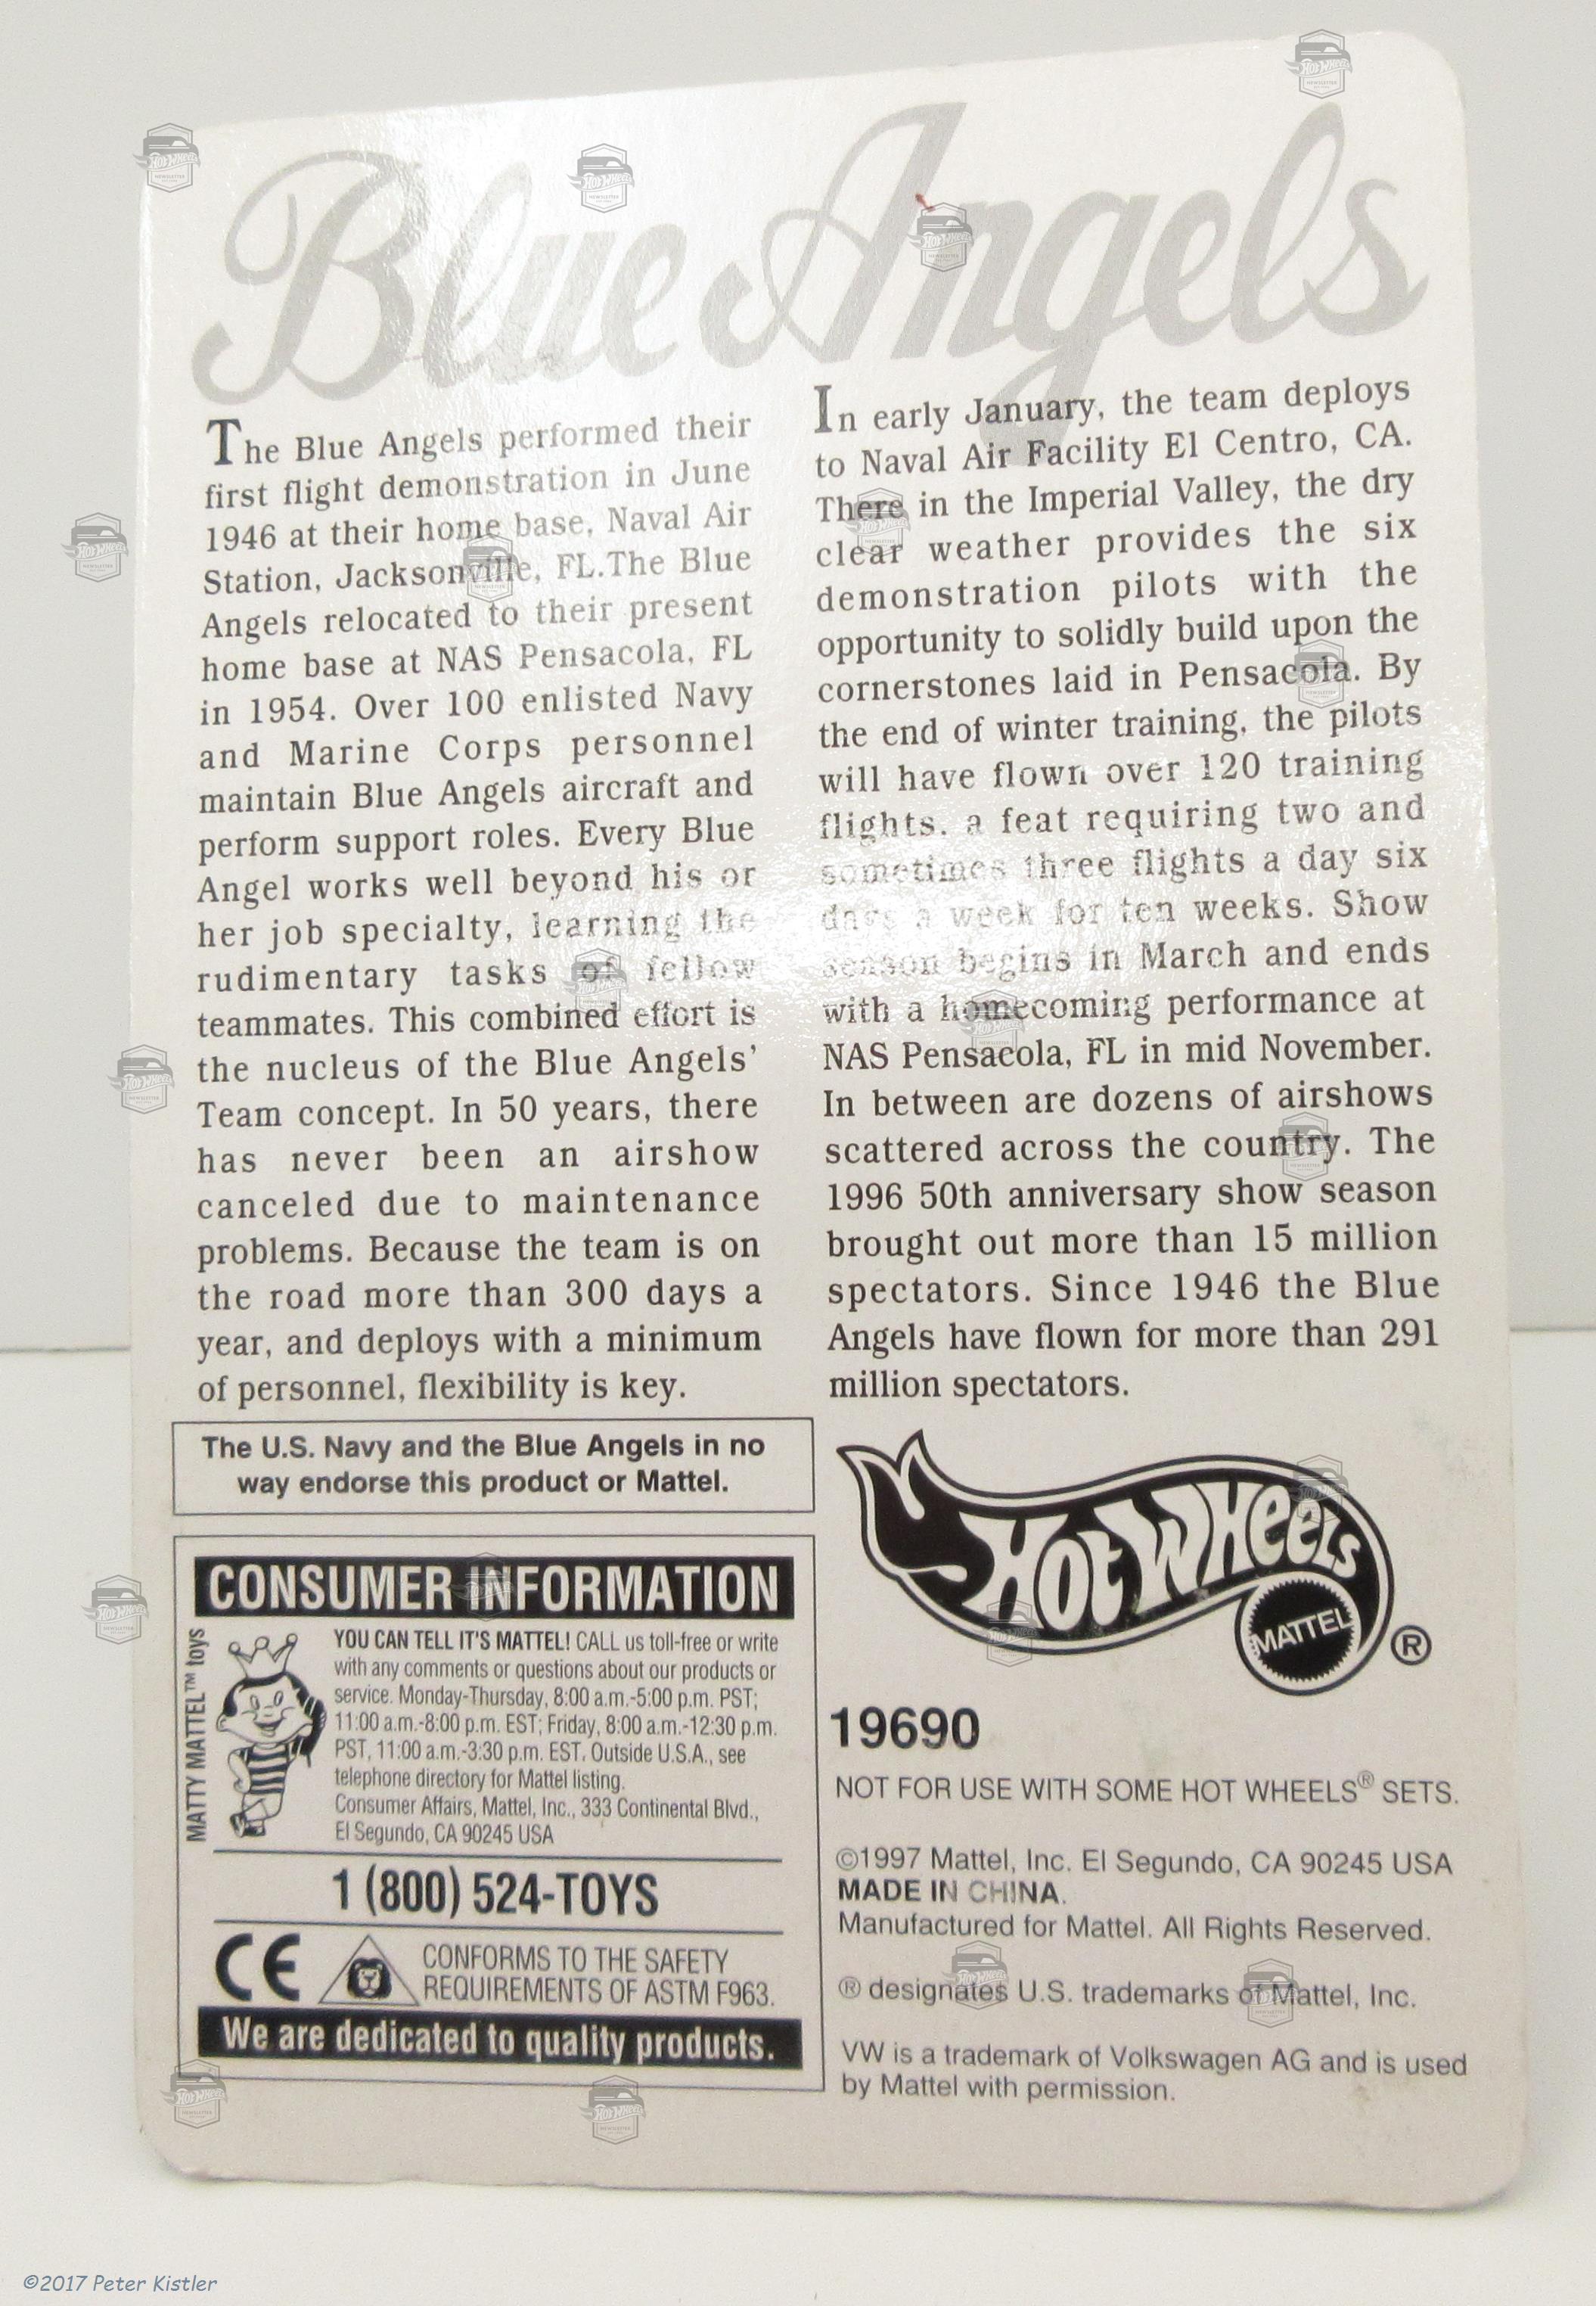 Blue Angels
The Blue Angels performed their
first flight demonstration in June
1946 at their home base, Naval Air
Station, Jacksonville, FL.The Blue
Angels relocated to their present
home base at NAS Pensacola, FL
in 1954. Over 100 enlisted Navy
and Marine Corps personnel
maintain Blue Angels aircraft and
perform support roles. Every Blue
Angel works well beyond his or
her job specialty, learning the
rudimentary tasks of fellow
teammates. This combined effort is
the nucleus of the Blue Angels’
Team concept. In 50 years, there
has never been an airshow
canceled due to maintenance
problems. Because the team is on
the road more than 300 days a
year, and deploys with a minimum
of personnel, flexibility is key.
In early January, the team deploys
to Naval Air Facility El Centro, CA.
There in the Imperial Valley, the dry
clear weather provides the six
demonstration pilots with the
opportunity to solidly build upon the
cornerstones laid in Pensacola. By
the end of winter training, the pilots
will have flown over 120 training
flights. a feat requiring two and
sometimes three flights a day six
days a week for ten weeks. Show
season begins in March and ends
with a homecoming performance at
NAS Pensacola, FL in mid November.
In between are dozens of airshows
scattered across the country. The
1996 50th anniversary show season
brought out more than 15 million
spectators. Since 1946 the Blue
Angels have flown for more than 291
million spectators.
The U.S. Navy and the Blue Angels in no
way endorse this product or Mattel.
CONSUMER INFORMATION
MATTY MATTEL™ toys
YOU CAN TELL IT'S MATTEL! CALL us toll-free or write
with any comments or questions about our products or
service. Monday-Thursday, 8:00 a.m.-5:00 p.m. PST;
11:00 a.m.-8:00 p.m. EST; Friday, 8:00 a.m.-12:30 p.m.
PST, 11:00 a.m.-3:30 p.m. EST. Outside U.S.A., see
telephone directory for Mattel listing.
Consumer Affairs, Mattel, Inc., 333 Continental Blvd.,
El Segundo, CA 90245 USA
1 (800) 524-TOYS
CE
CONFORMS TO THE SAFETY
REQUIREMENTS OF ASTM F963.
We are dedicated to quality products.
HOT WHEELS
MATTEL ®
19690
NOT FOR USE WITH SOME HOT WHEELS® SETS.
©1997 Mattel, Inc. El Segundo, CA 90245 USA
MADE IN CHINA.
Manufactured for Mattel. All Rights Reserved.
® designates U.S. trademarks of Mattel, Inc.
VW is a trademark of Volkswagen AG and is used
by Mattel with permission.
©2017 Peter Kistler